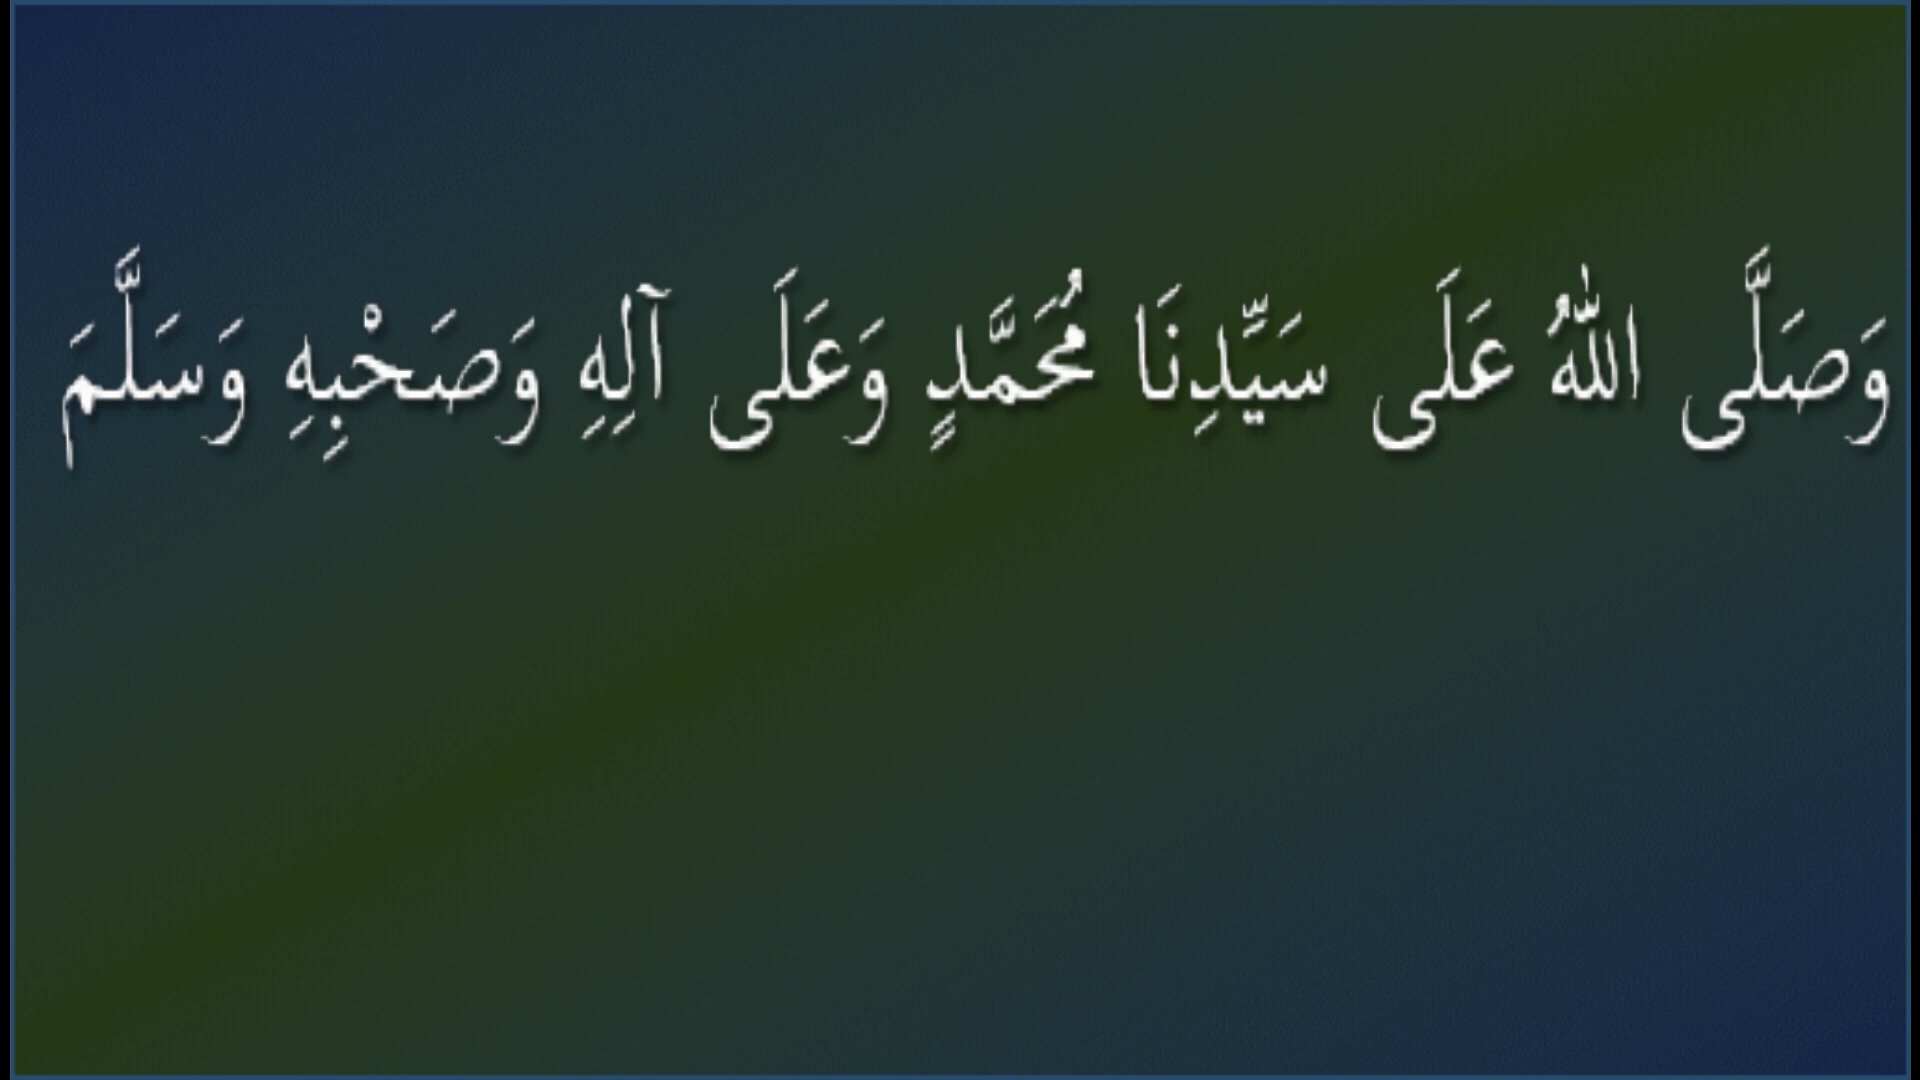 وَصَلَّى اللهُ عَلَى سَيِّدِنَا مُحَمَّدٍ وَعَلَى آلِهِ وَصَحْبِهِ وَسَلَّمَ